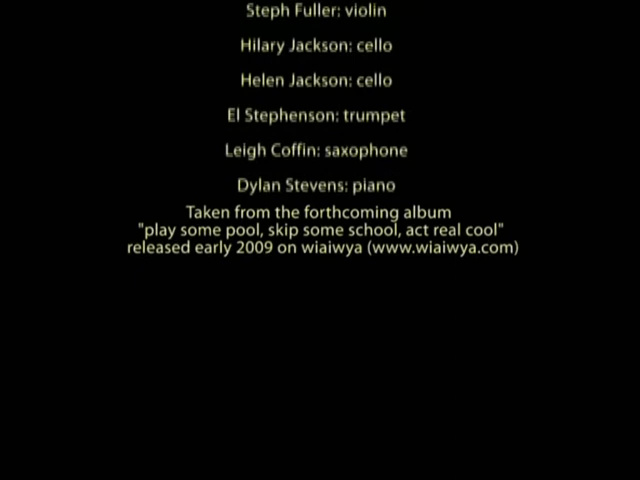 Steph Fuller: violin
Hilary Jackson: cello
Helen Jackson: cello
El Stephenson: trumpet
Leigh Coffin: saxophone
Dylan Stevens: piano
Taken from the forthcoming album
"play some pool, skip some school, act real cool"
released early 2009 on wiaiwya (www.wiaiwya.com)